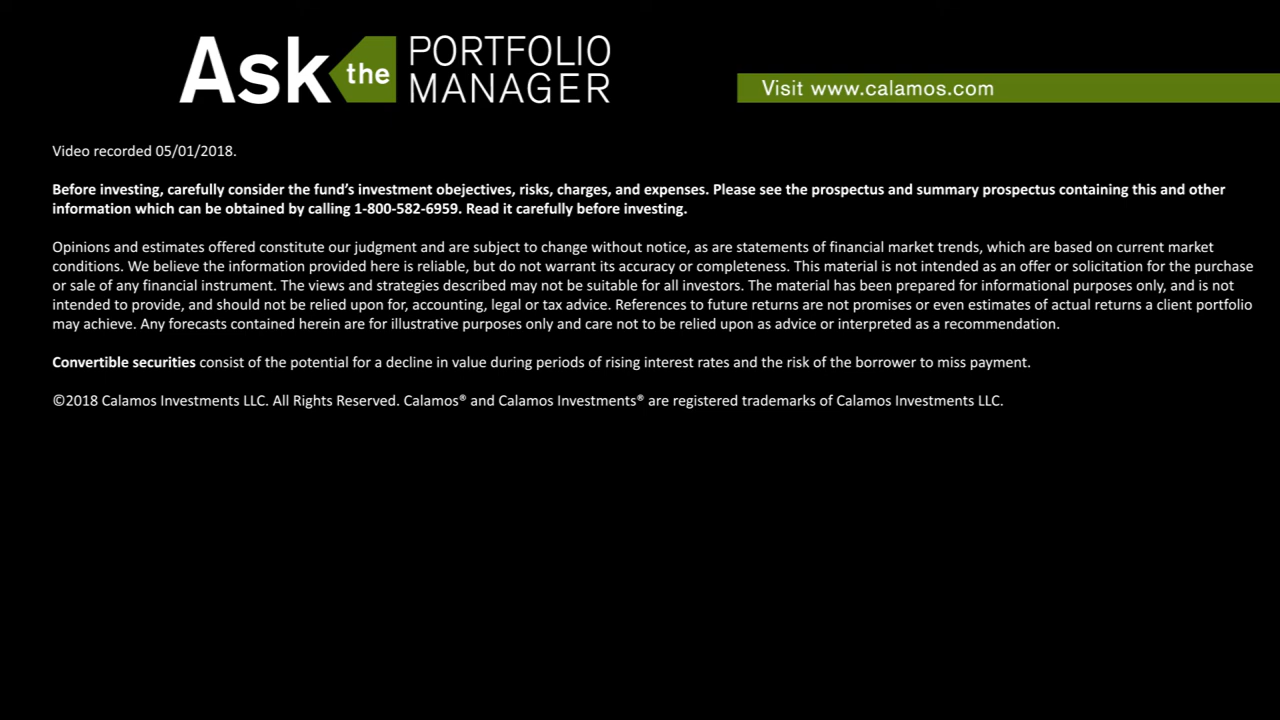 Ask the PORTFOLIO MANAGER
Visit www.calamos.com
Video recorded 05/01/2018.
Before investing, carefully consider the fund's investment obejectives, risks, charges, and expenses. Please see the prospectus and summary prospectus containing this and other
information which can be obtained by calling 1-800-582-6959. Read it carefully before investing.
Opinions and estimates offered constitute our judgment and are subject to change without notice, as are statements of financial market trends, which are based on current market
conditions. We believe the information provided here is reliable, but do not warrant its accuracy or completeness. This material is not intended as an offer or solicitation for the purchase
or sale of any financial instrument. The views and strategies described may not be suitable for all investors. The material has been prepared for informational purposes only, and is not
intended to provide, and should not be relied upon for, accounting, legal or tax advice. References to future returns are not promises or even estimates of actual returns a client portfolio
may achieve. Any forecasts contained herein are for illustrative purposes only and care not to be relied upon as advice or interpreted as a recommendation.
Convertible securities consist of the potential for a decline in value during periods of rising interest rates and the risk of the borrower to miss payment.
©2018 Calamos Investments LLC. All Rights Reserved. Calamos® and Calamos Investments® are registered trademarks of Calamos Investments LLC.